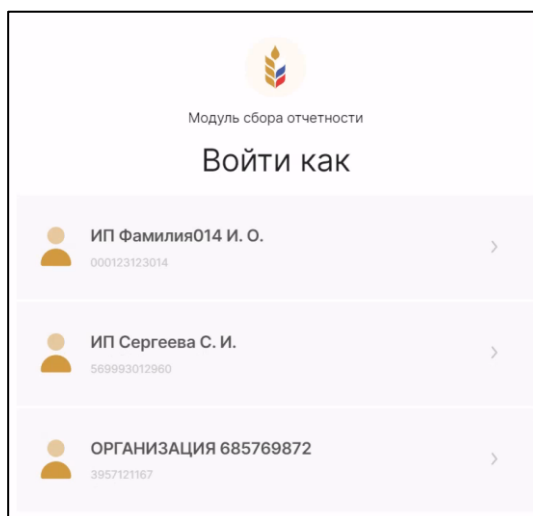 Модуль сбора отчетности
Войти как
ИП Фамилия014 И. О.
000123123014
ИП Сергеева С. И.
569993012960
ОРГАНИЗАЦИЯ 685769872
3957121167